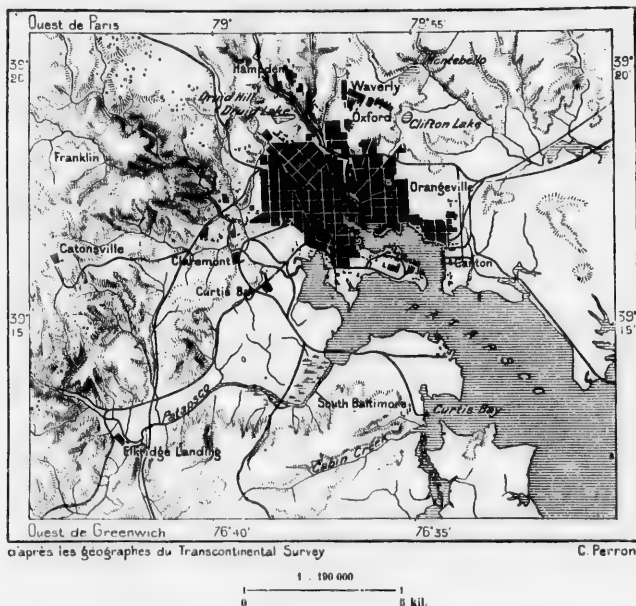 Ouest de Paris
79°
78°55'
39°
20
39°
20
Hampden
Montebello
Waverly
Druid Hill
Oxford
Clifton Lake
Franklin
Orangeville
Catonsville
Claremont
Canton
Curtis Bay
39°
15
39°
15'
PATAPSCO
Patapsco
South Baltimore
Curtis Bay
Elkridge Landing
Cabin Creek
Ouest de Greenwich
76°40'
76°35'
d'après les géographes du Transcontinental Survey
C. Perron
1 : 190 000
0
1
5 kil.